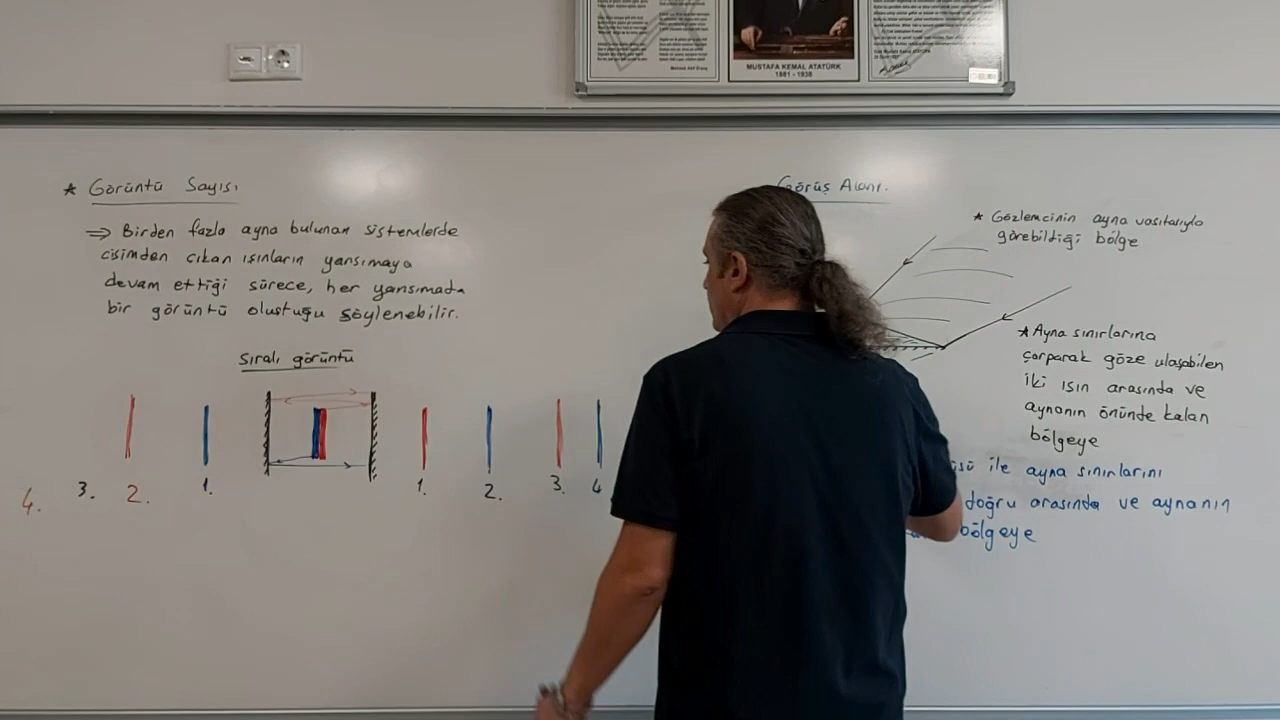 MUSTAFA KEMAL ATATÜRK
1881 - 1938
* Görüntü Sayısı
⇒ Birden fazla ayna bulunan sistemlerde
cisimden çıkan ışınların yansımaya
devam ettiği sürece, her yansımada
bir görüntü oluştuğu söylenebilir.
Sıralı görüntü
4.
3.
2.
1.
1.
2.
3.
4
Görüş Alanı.
* Gözlemcinin ayna vasıtasıyla
görebildiği bölge
* Ayna sınırlarına
çarparak göze ulaşabilen
iki ışın arasında ve
aynanın önünde kalan
bölgeye
ile ayna sınırlarını
doğru arasında ve aynanın
bölgeye